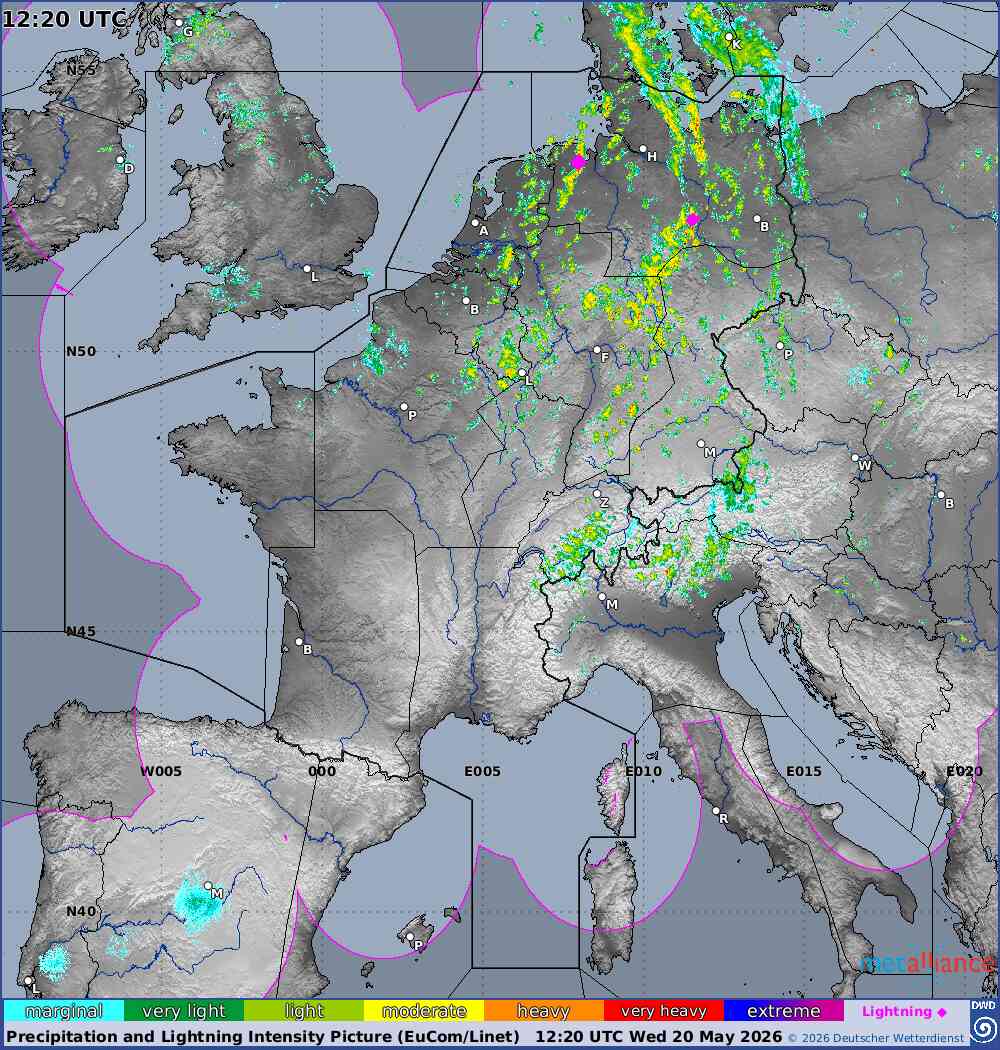 12:20 UTC
G
K
N55
H
D
A
B
L
B
N50
F
P
L
P
M
W
Z
B
M
N45
B
W005
000
E005
E010
E015
E020
R
M
N40
P
L
metalliance
marginal very light light moderate heavy very heavy extreme Lightning
DWD
Precipitation and Lightning Intensity Picture (EuCom/Linet) 12:20 UTC Wed 20 May 2026 © 2026 Deutscher Wetterdienst